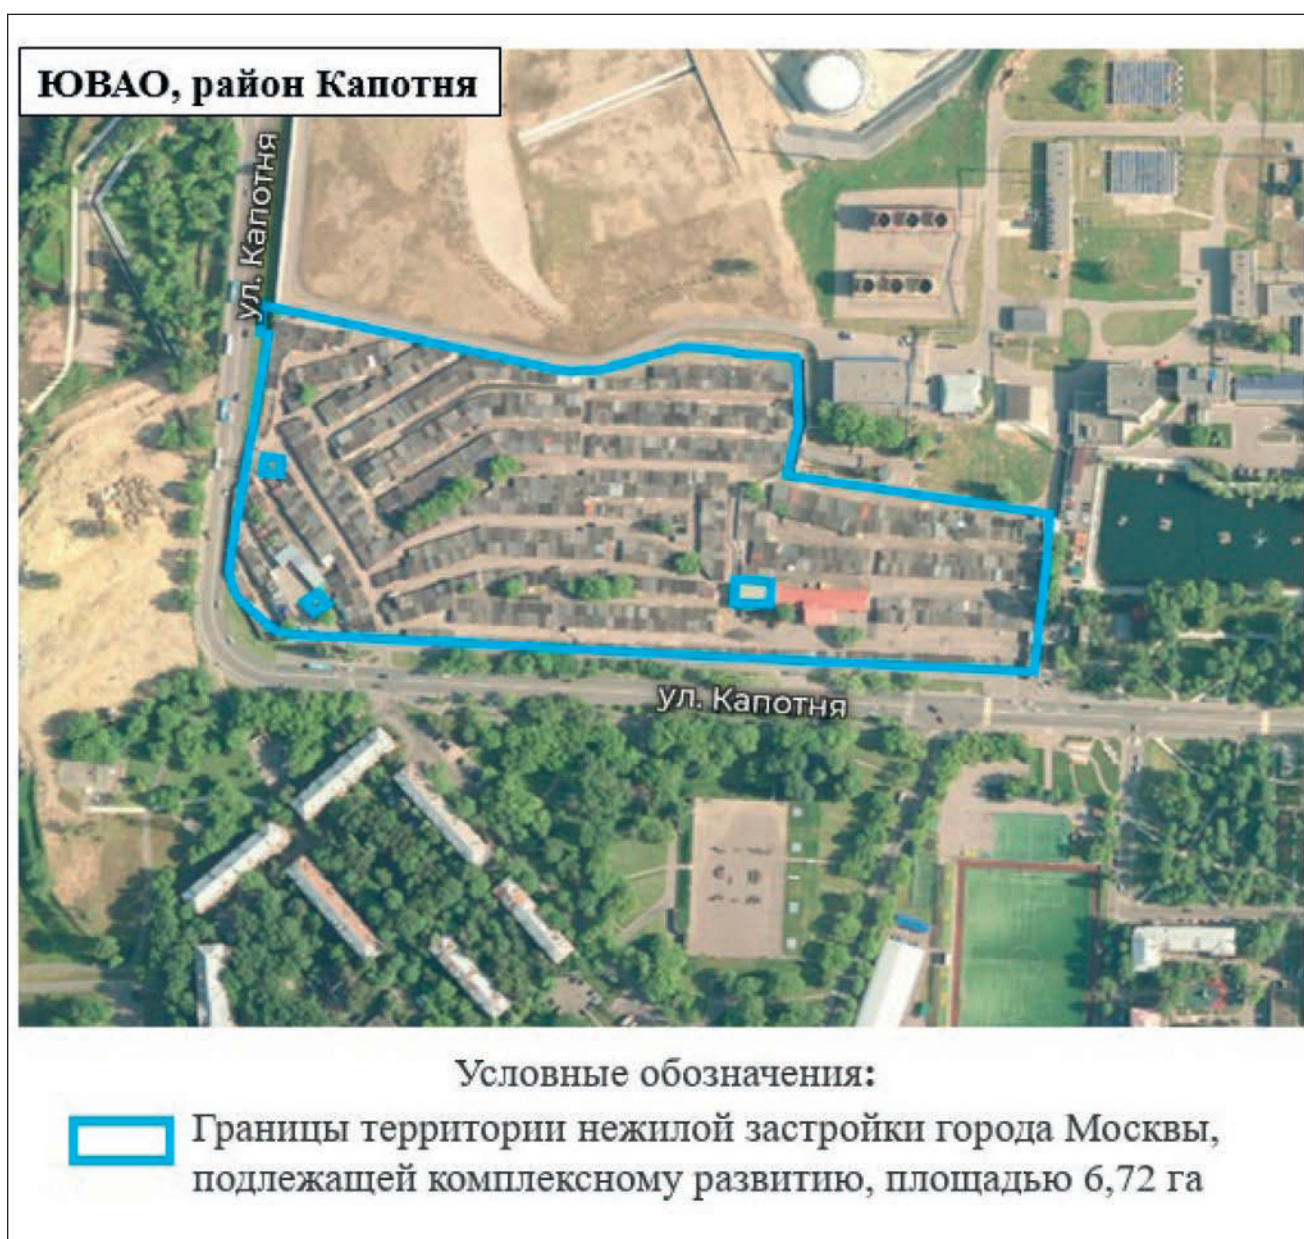 ЮВАО, район Капотня
ул. Капотня
ул. Капотня
Условные обозначения:
Границы территории нежилой застройки города Москвы,
подлежащей комплексному развитию, площадью 6,72 га